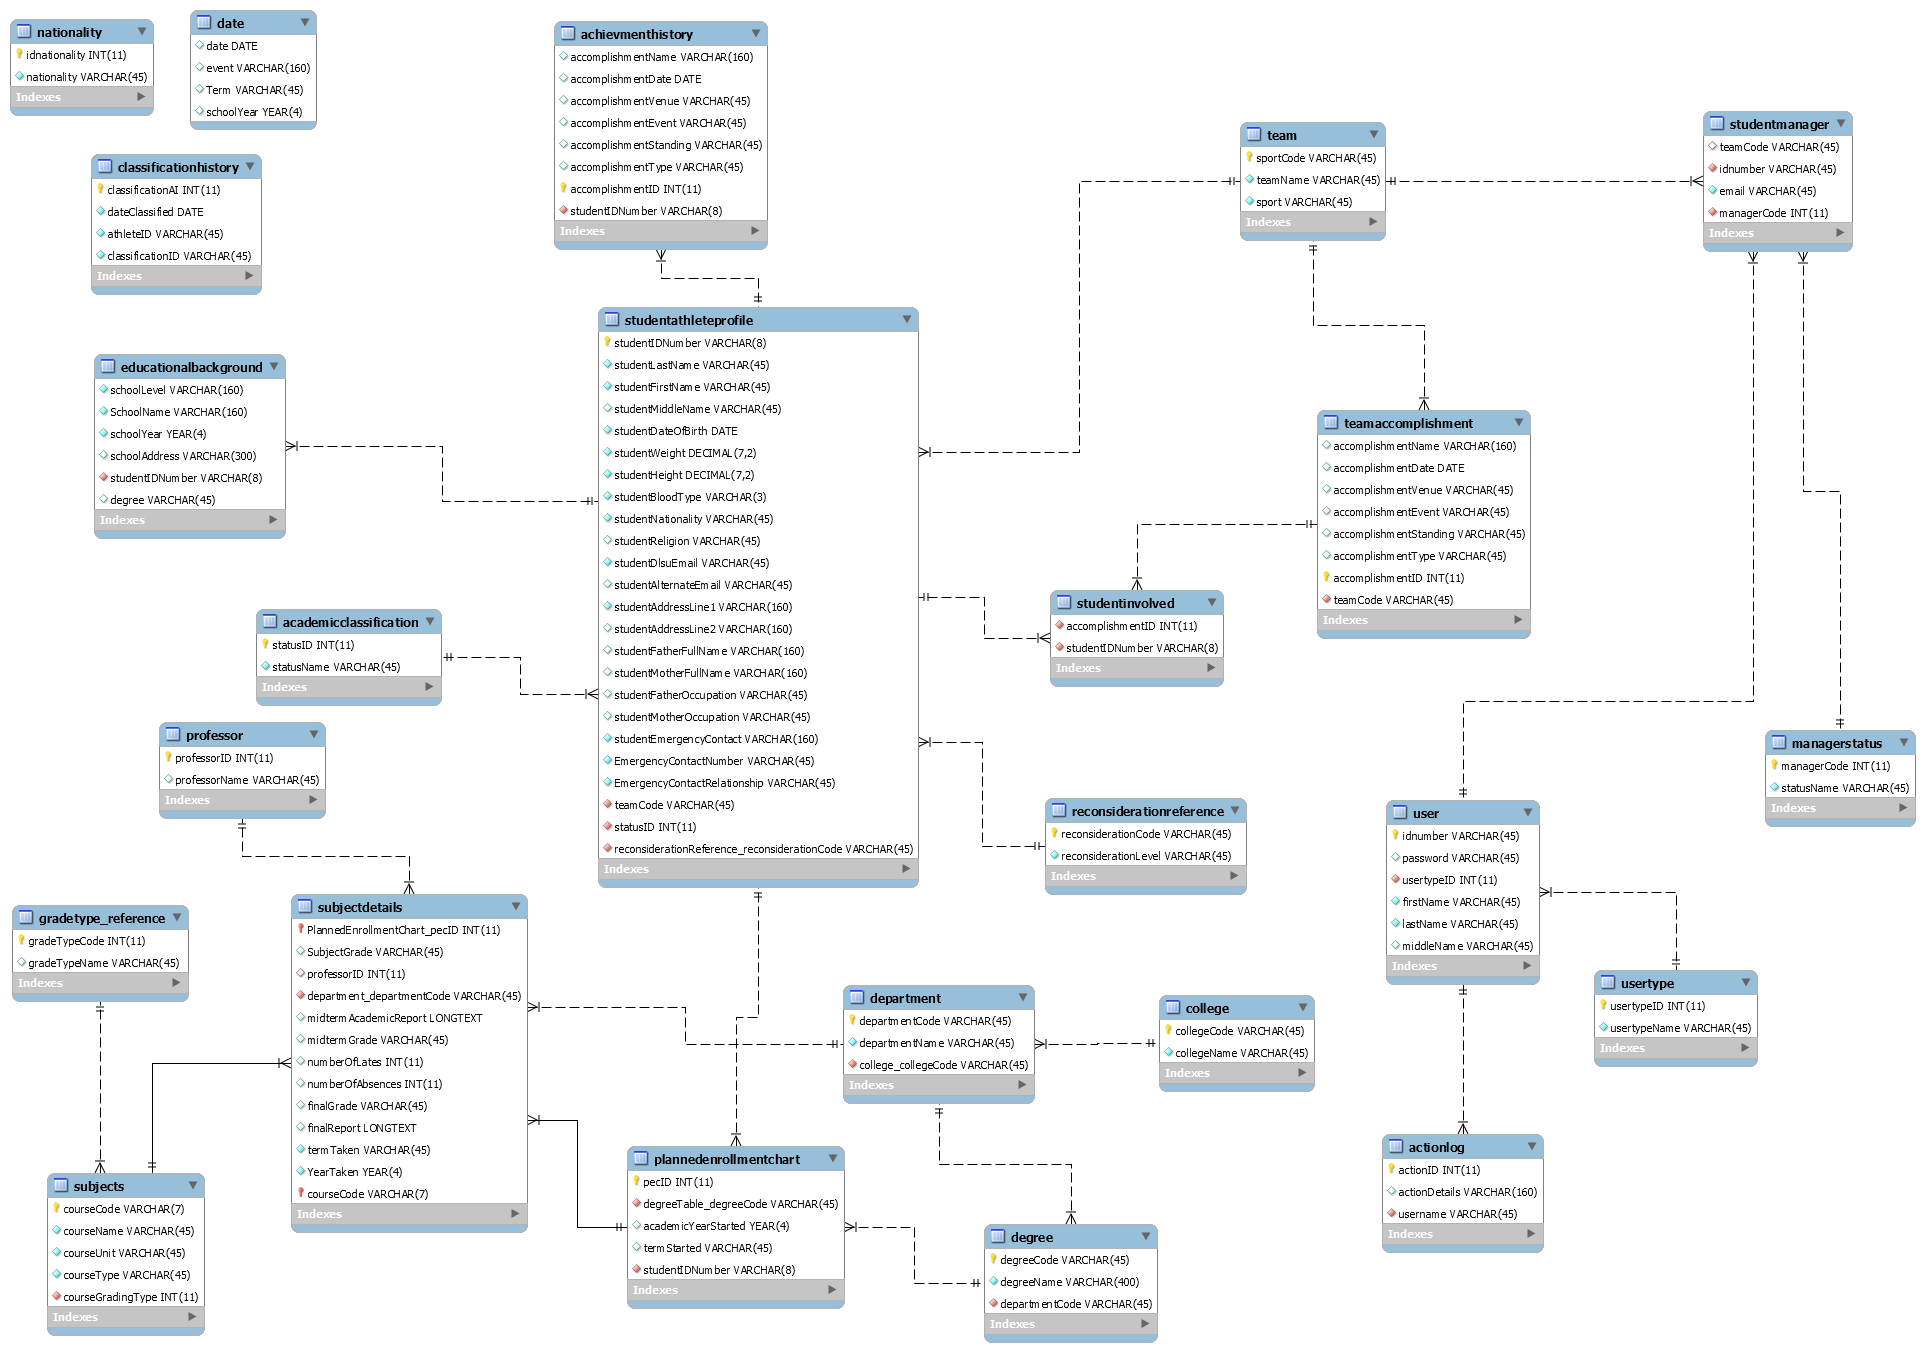 nationality
idnationality INT(11)
nationality VARCHAR(45)
Indexes
date
date DATE
event VARCHAR(160)
Term VARCHAR(45)
schoolYear YEAR(4)
classificationhistory
classificationAI INT(11)
dateClassified DATE
athleteID VARCHAR(45)
classificationID VARCHAR(45)
Indexes
achievmenthistory
accomplishmentName VARCHAR(160)
accomplishmentDate DATE
accomplishmentVenue VARCHAR(45)
accomplishmentEvent VARCHAR(45)
accomplishmentStanding VARCHAR(45)
accomplishmentType VARCHAR(45)
accomplishmentID INT(11)
studentIDNumber VARCHAR(8)
Indexes
team
sportCode VARCHAR(45)
teamName VARCHAR(45)
sport VARCHAR(45)
Indexes
studentmanager
teamCode VARCHAR(45)
idnumber VARCHAR(45)
email VARCHAR(45)
managerCode INT(11)
Indexes
educationalbackground
schoolLevel VARCHAR(160)
SchoolName VARCHAR(160)
schoolYear YEAR(4)
schoolAddress VARCHAR(300)
studentIDNumber VARCHAR(8)
degree VARCHAR(45)
Indexes
studentathleteprofile
studentIDNumber VARCHAR(8)
studentLastName VARCHAR(45)
studentFirstName VARCHAR(45)
studentMiddleName VARCHAR(45)
studentDateOfBirth DATE
studentWeight DECIMAL(7,2)
studentHeight DECIMAL(7,2)
studentBloodType VARCHAR(3)
studentNationality VARCHAR(45)
studentReligion VARCHAR(45)
studentDlsuEmail VARCHAR(45)
studentAlternateEmail VARCHAR(45)
studentAddressLine1 VARCHAR(160)
studentAddressLine2 VARCHAR(160)
studentFatherFullName VARCHAR(160)
studentMotherFullName VARCHAR(160)
studentFatherOccupation VARCHAR(45)
studentMotherOccupation VARCHAR(45)
studentEmergencyContact VARCHAR(160)
EmergencyContactNumber VARCHAR(45)
EmergencyContactRelationship VARCHAR(45)
teamCode VARCHAR(45)
statusID INT(11)
reconsiderationReference_reconsiderationCode VARCHAR(45)
Indexes
teamaccomplishment
accomplishmentName VARCHAR(160)
accomplishmentDate DATE
accomplishmentVenue VARCHAR(45)
accomplishmentEvent VARCHAR(45)
accomplishmentStanding VARCHAR(45)
accomplishmentType VARCHAR(45)
accomplishmentID INT(11)
teamCode VARCHAR(45)
Indexes
studentinvolved
accomplishmentID INT(11)
studentIDNumber VARCHAR(8)
Indexes
academicclassification
statusID INT(11)
statusName VARCHAR(45)
Indexes
professor
professorID INT(11)
professorName VARCHAR(45)
Indexes
reconsiderationreference
reconsiderationCode VARCHAR(45)
reconsiderationLevel VARCHAR(45)
Indexes
managerstatus
managerCode INT(11)
statusName VARCHAR(45)
Indexes
user
idnumber VARCHAR(45)
password VARCHAR(45)
usertypeID INT(11)
firstName VARCHAR(45)
lastName VARCHAR(45)
middleName VARCHAR(45)
Indexes
usertype
usertypeID INT(11)
usertypeName VARCHAR(45)
Indexes
gradetype_reference
gradeTypeCode INT(11)
gradeTypeName VARCHAR(45)
Indexes
subjectdetails
PlannedEnrollmentChart_pecID INT(11)
SubjectGrade VARCHAR(45)
professorID INT(11)
department_departmentCode VARCHAR(45)
midtermAcademicReport LONGTEXT
midtermGrade VARCHAR(45)
numberOfLates INT(11)
numberOfAbsences INT(11)
finalGrade VARCHAR(45)
finalReport LONGTEXT
termTaken VARCHAR(45)
YearTaken YEAR(4)
courseCode VARCHAR(7)
Indexes
department
departmentCode VARCHAR(45)
departmentName VARCHAR(45)
college_collegeCode VARCHAR(45)
Indexes
college
collegeCode VARCHAR(45)
collegeName VARCHAR(45)
Indexes
subjects
courseCode VARCHAR(7)
courseName VARCHAR(45)
courseUnit VARCHAR(45)
courseType VARCHAR(45)
courseGradingType INT(11)
Indexes
plannedenrollmentchart
pecID INT(11)
degreeTable_degreeCode VARCHAR(45)
academicYearStarted YEAR(4)
termStarted VARCHAR(45)
studentIDNumber VARCHAR(8)
Indexes
degree
degreeCode VARCHAR(45)
degreeName VARCHAR(400)
departmentCode VARCHAR(45)
Indexes
actionlog
actionID INT(11)
actionDetails VARCHAR(160)
username VARCHAR(45)
Indexes